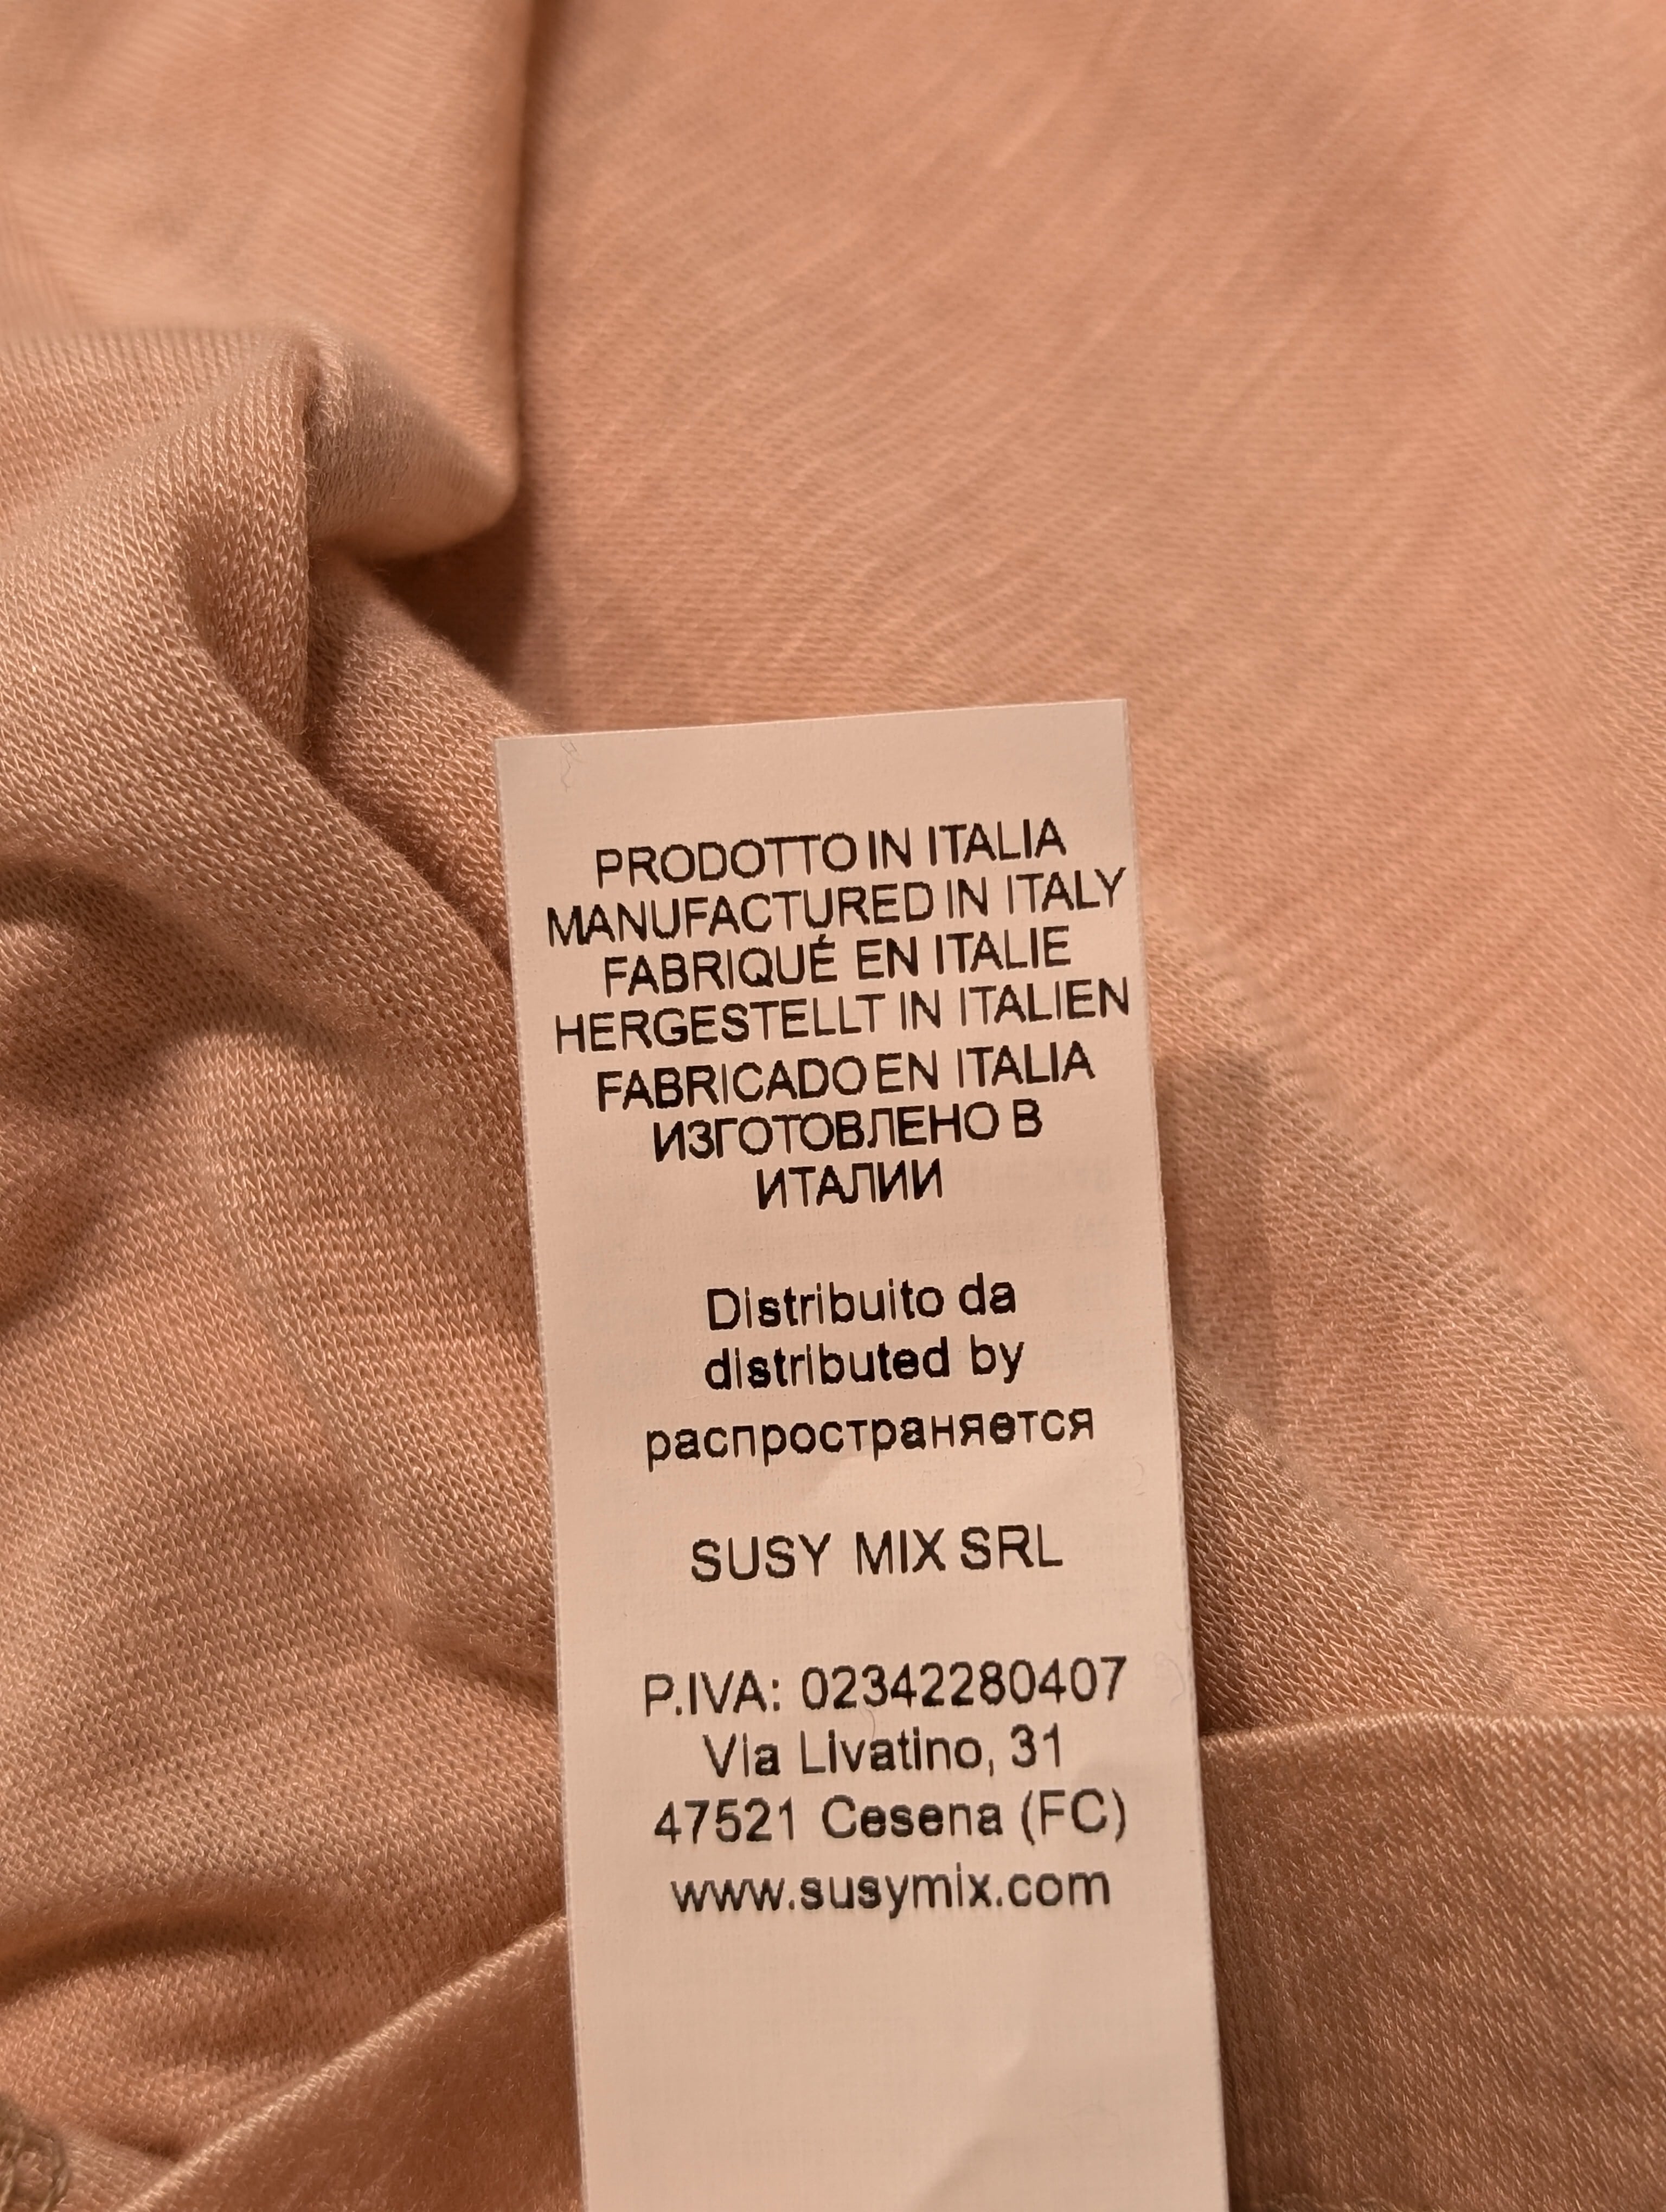 PRODOTTO IN ITALIA
MANUFACTURED IN ITALY
FABRIQUÉ EN ITALIE
HERGESTELLT IN ITALIEN
FABRICADO EN ITALIA
ИЗГОТОВЛЕНО В
ИТАЛИИ
Distribuito da
distributed by
распространяется
SUSY MIX SRL
P.IVA: 02342280407
Via Livatino, 31
47521 Cesena (FC)
www.susymix.com